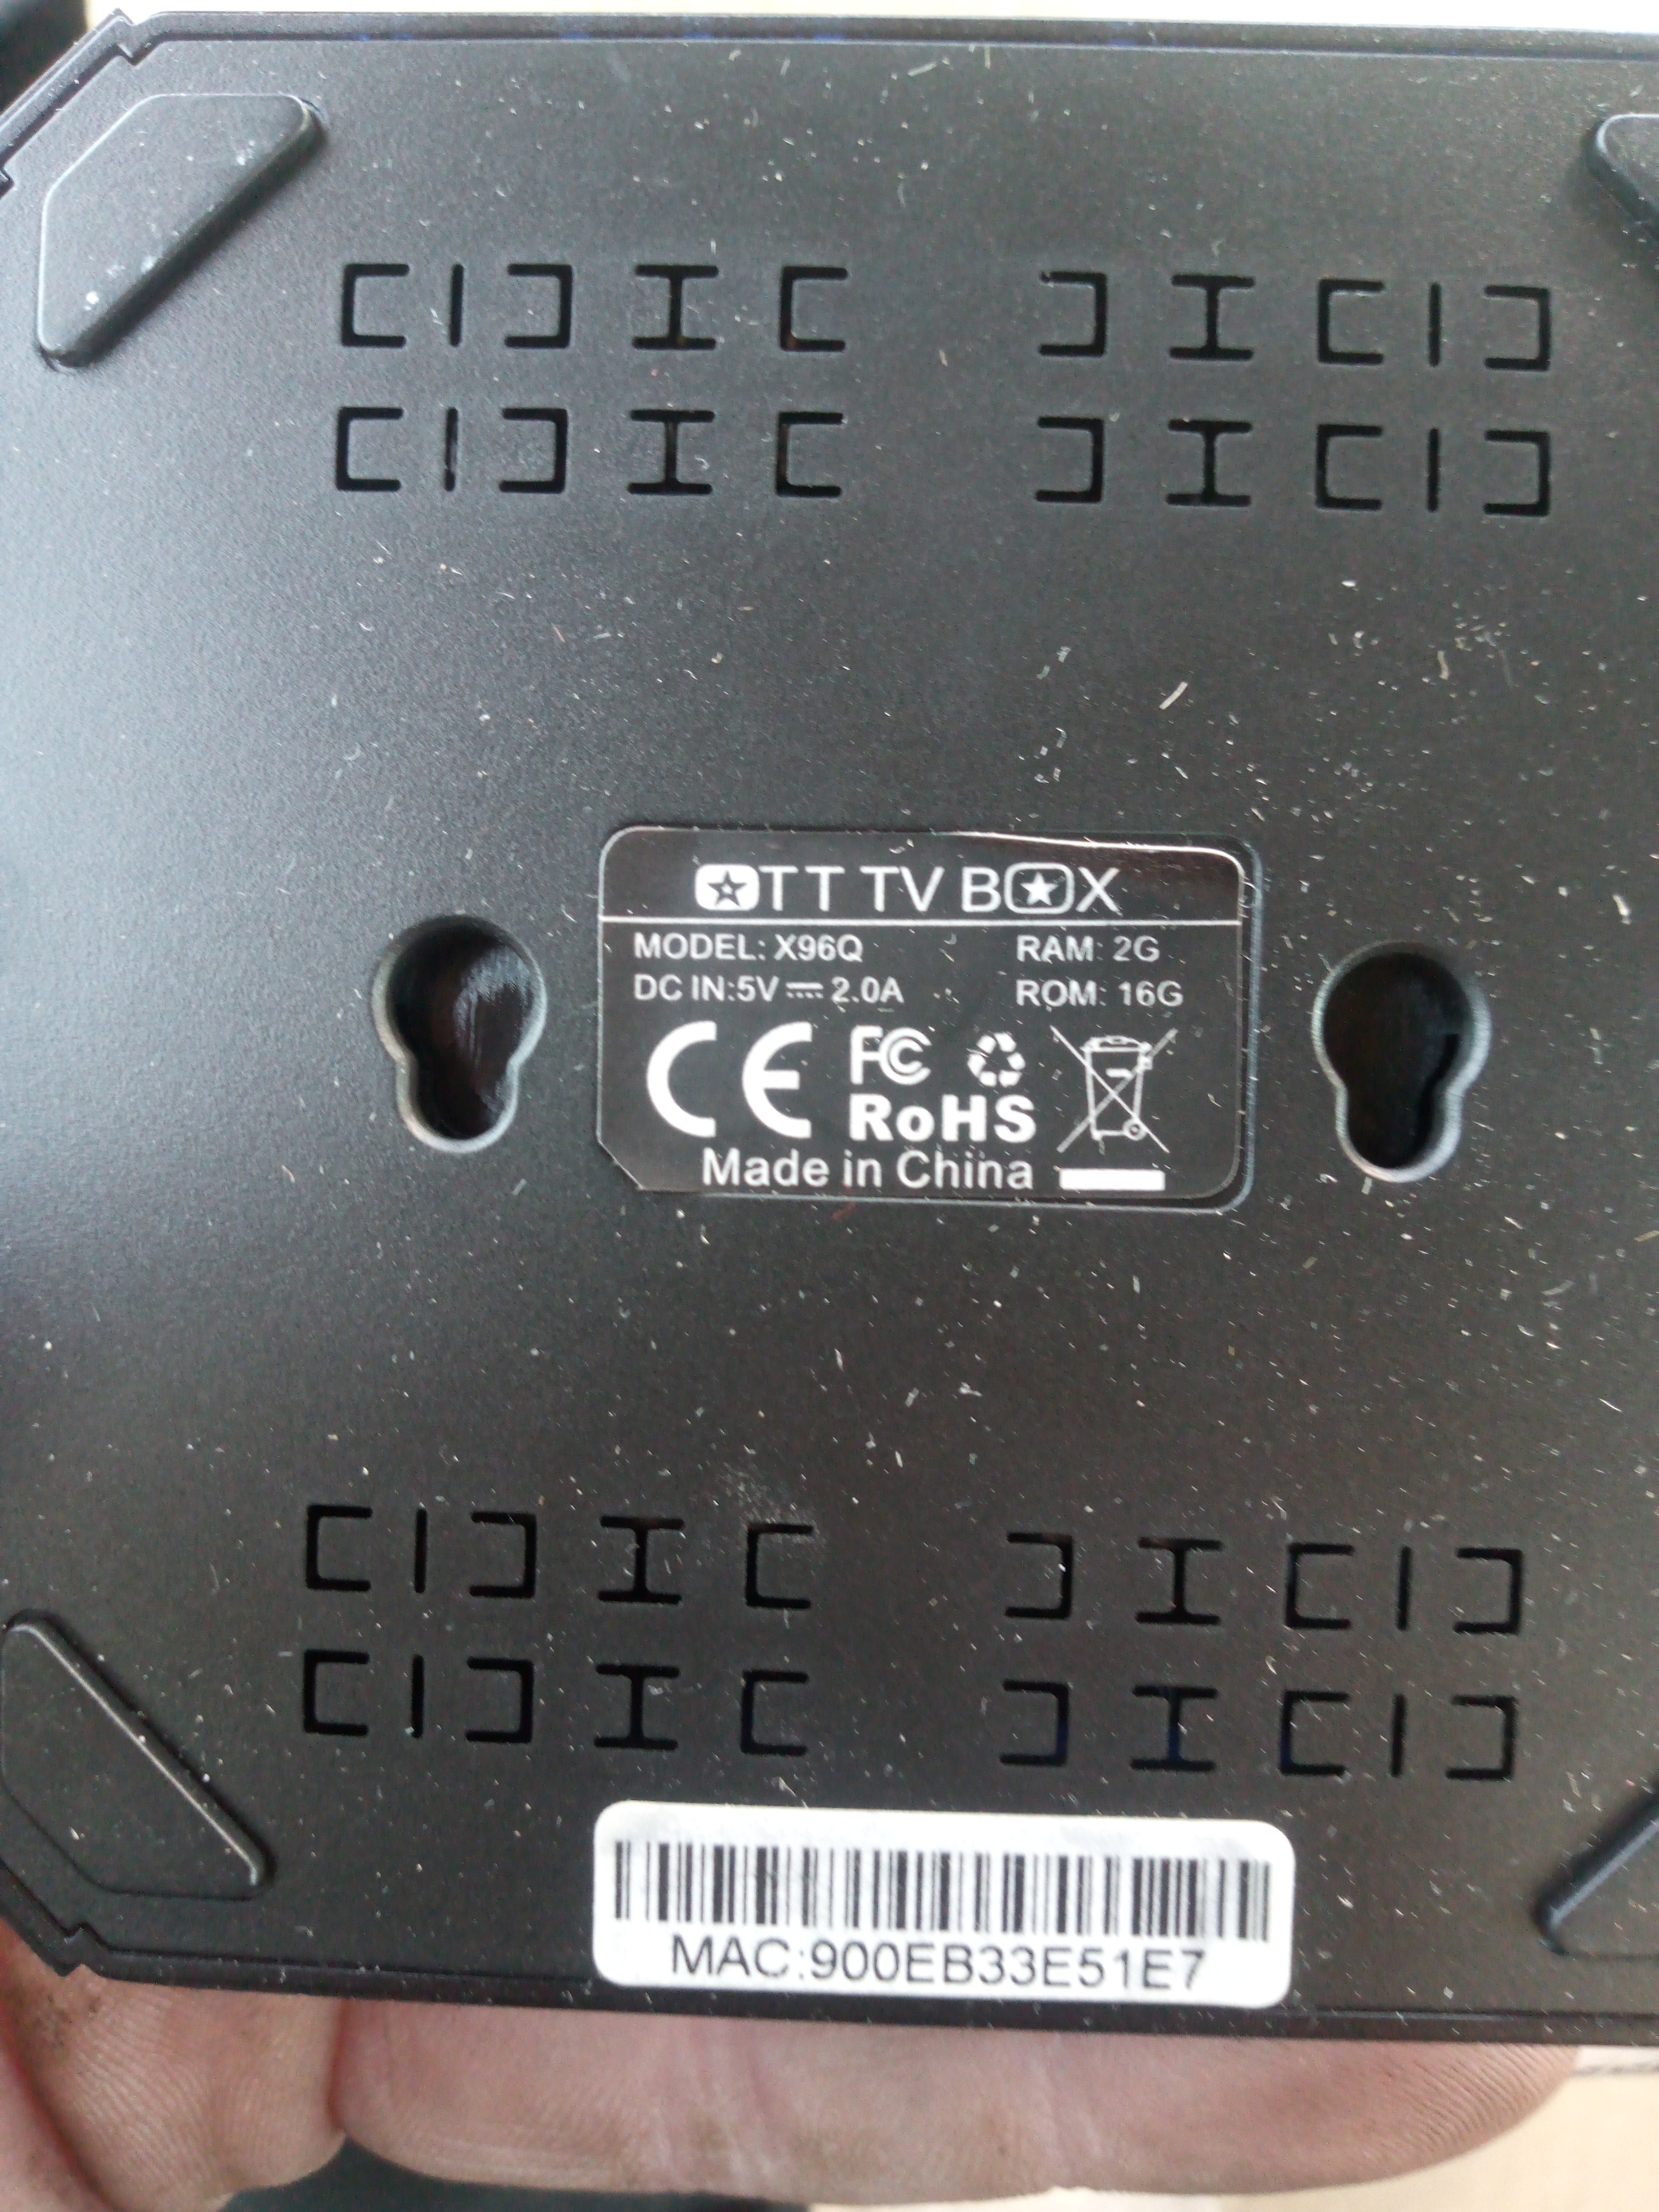 OTT TV BOX
MODEL: X96Q RAM: 2G
DC IN:5V 2.0A ROM: 16G
CE FC
RoHS
Made in China
MAC:900EB33E51E7